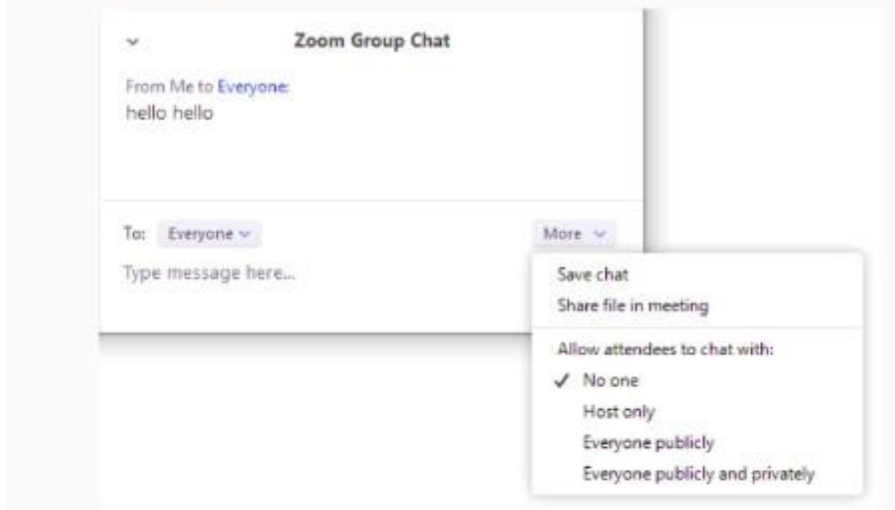 Zoom Group Chat
From Me to Everyone:
hello hello
To: Everyone
More
Type message here...
Save chat
Share file in meeting
Allow attendees to chat with:
✓ No one
Host only
Everyone publicly
Everyone publicly and privately